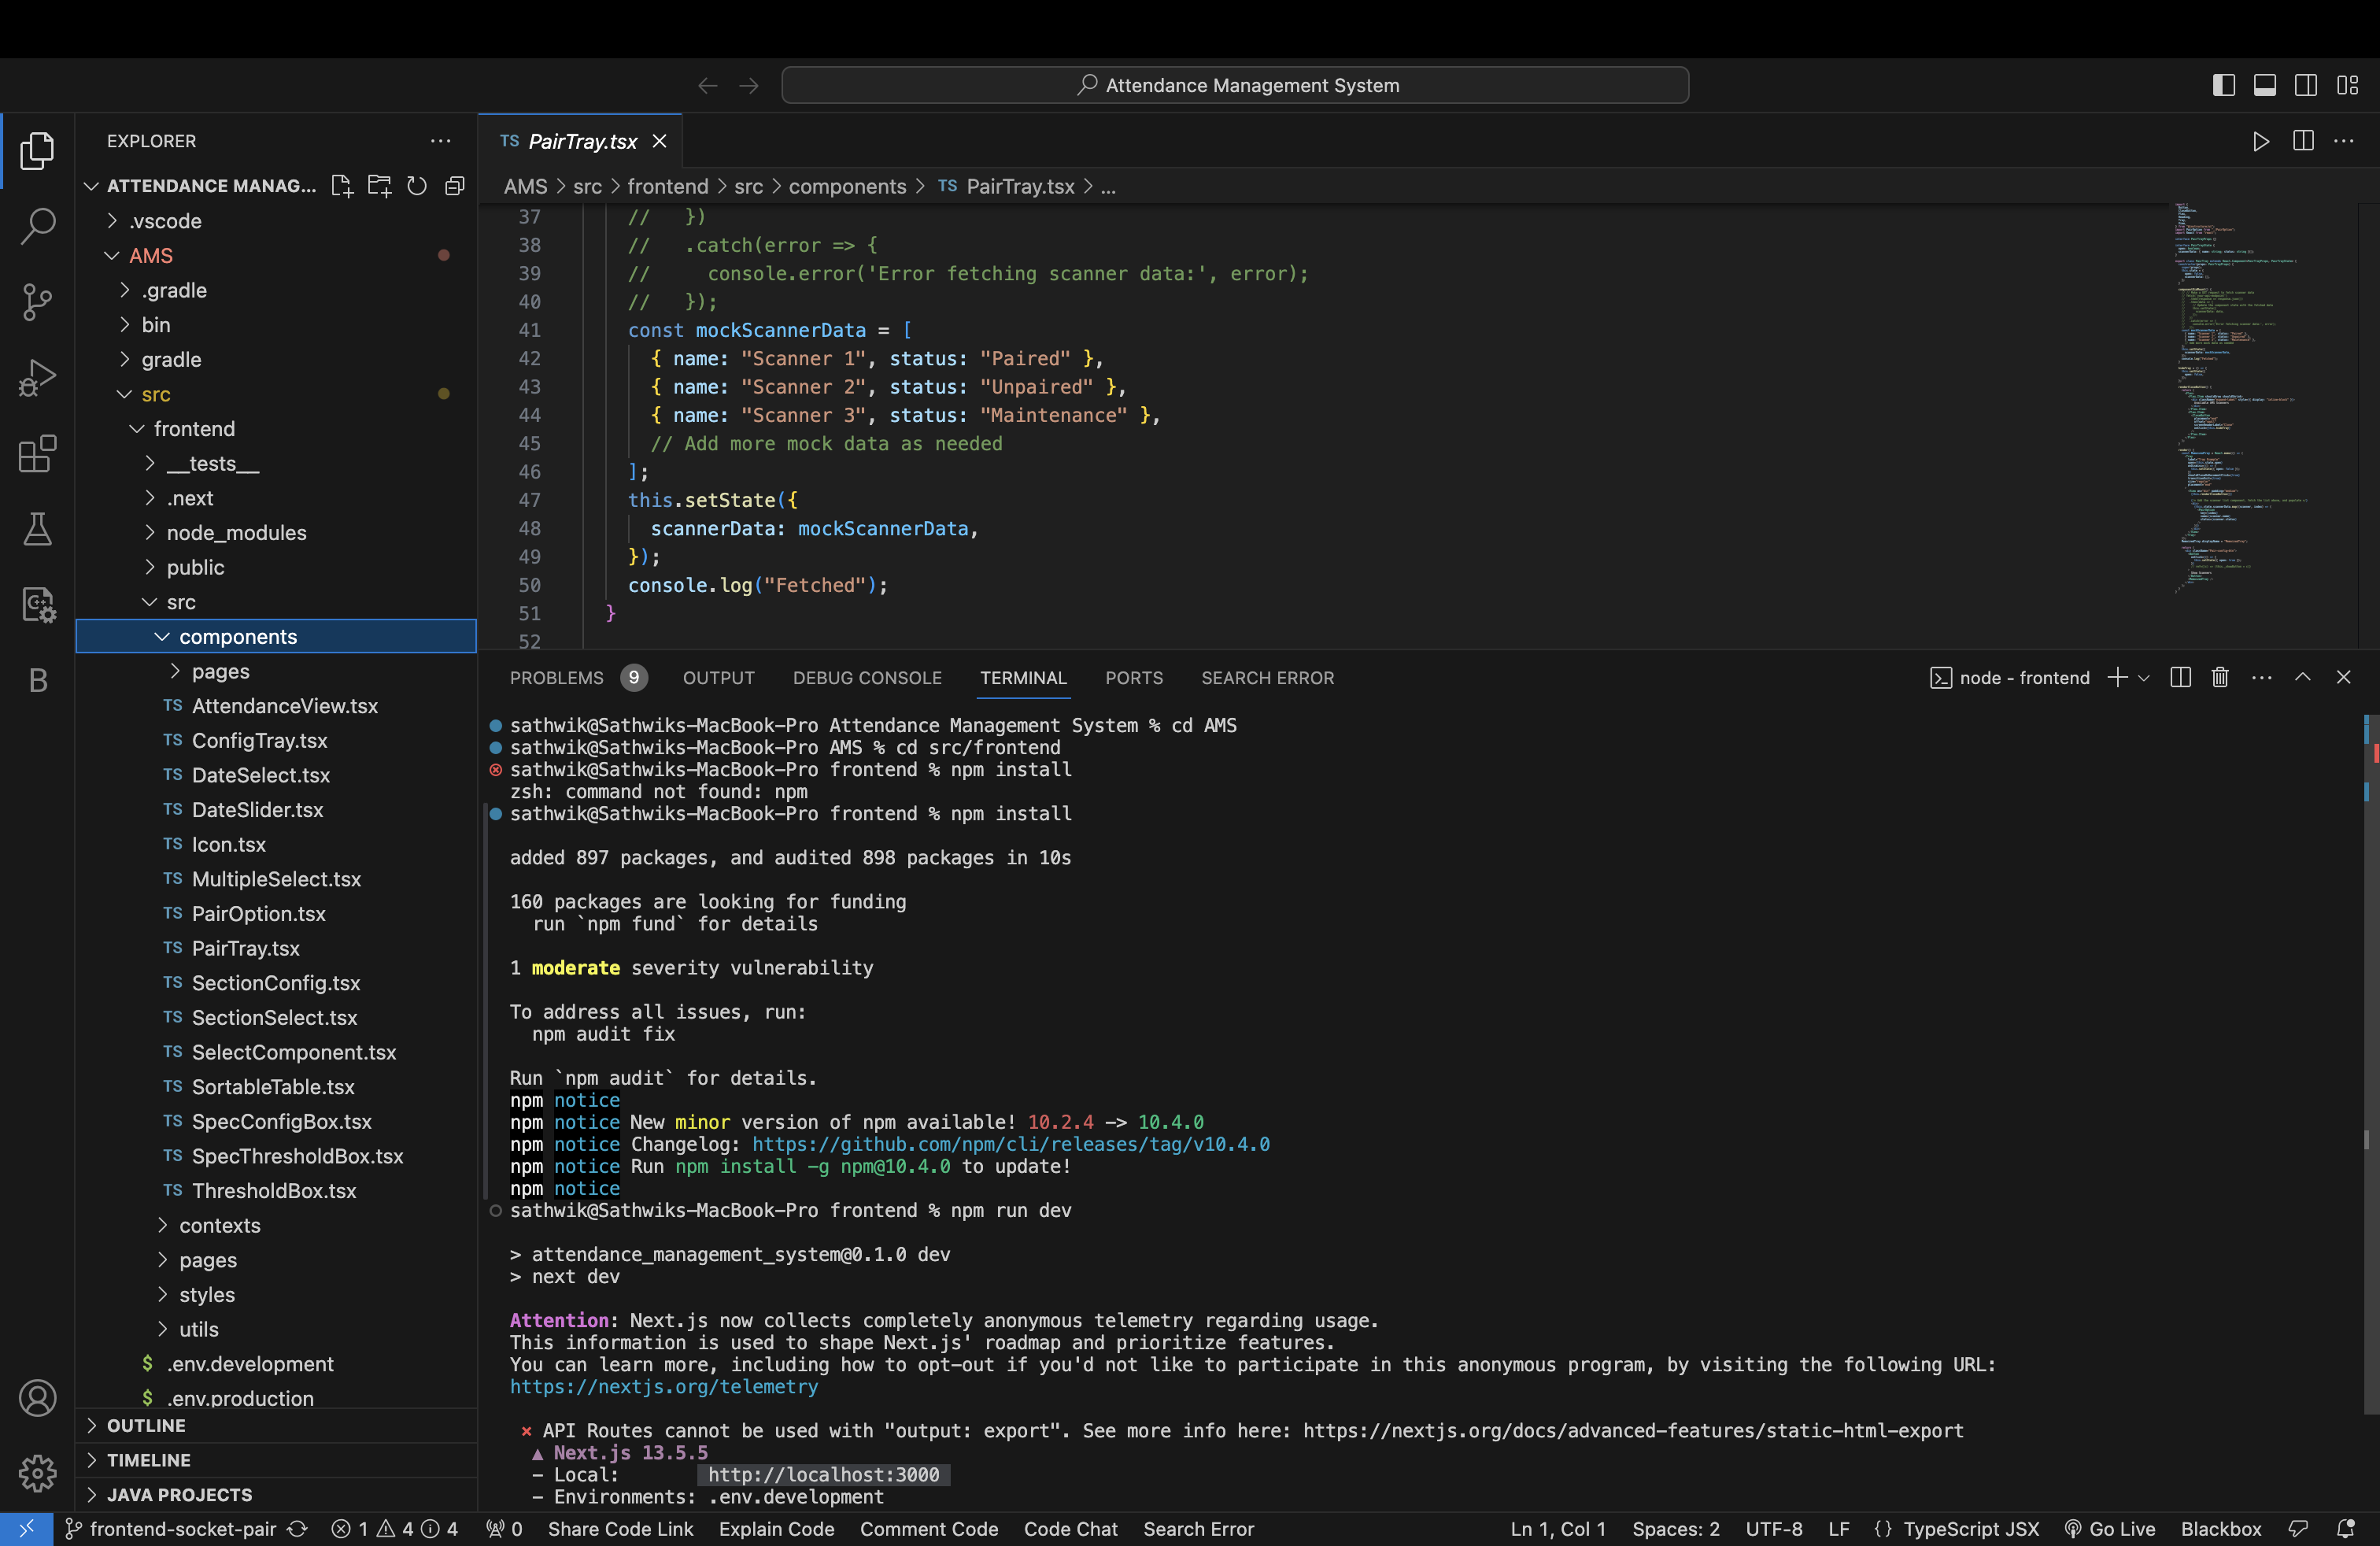 Attendance Management System
EXPLORER
ATTENDANCE MANAG...
.vscode
AMS
.gradle
bin
gradle
src
frontend
__tests__
.next
node_modules
public
src
components
pages
TS AttendanceView.tsx
TS ConfigTray.tsx
TS DateSelect.tsx
TS DateSlider.tsx
TS Icon.tsx
TS MultipleSelect.tsx
TS PairOption.tsx
TS PairTray.tsx
TS SectionConfig.tsx
TS SectionSelect.tsx
TS SelectComponent.tsx
TS SortableTable.tsx
TS SpecConfigBox.tsx
TS SpecThresholdBox.tsx
TS ThresholdBox.tsx
contexts
pages
styles
utils
$ .env.development
$ .env.production
OUTLINE
TIMELINE
JAVA PROJECTS
B
TS PairTray.tsx
AMS > src > frontend > src > components > TS PairTray.tsx > ...
37 //   })
38 //   .catch(error => {
39 //     console.error('Error fetching scanner data:', error);
40 //   });
41 const mockScannerData = [
42 { name: "Scanner 1", status: "Paired" },
43 { name: "Scanner 2", status: "Unpaired" },
44 { name: "Scanner 3", status: "Maintenance" },
45 // Add more mock data as needed
46 ];
47 this.setState({
48 scannerData: mockScannerData,
49 });
50 console.log("Fetched");
51 }
52
PROBLEMS 9 OUTPUT DEBUG CONSOLE TERMINAL PORTS SEARCH ERROR node - frontend
sathwik@Sathwiks-MacBook-Pro Attendance Management System % cd AMS
sathwik@Sathwiks-MacBook-Pro AMS % cd src/frontend
sathwik@Sathwiks-MacBook-Pro frontend % npm install
zsh: command not found: npm
sathwik@Sathwiks-MacBook-Pro frontend % npm install
added 897 packages, and audited 898 packages in 10s
160 packages are looking for funding
run `npm fund` for details
1 moderate severity vulnerability
To address all issues, run:
npm audit fix
Run `npm audit` for details.
npm notice
npm notice New minor version of npm available! 10.2.4 -> 10.4.0
npm notice Changelog: https://github.com/npm/cli/releases/tag/v10.4.0
npm notice Run npm install -g npm@10.4.0 to update!
npm notice
sathwik@Sathwiks-MacBook-Pro frontend % npm run dev
> attendance_management_system@0.1.0 dev
> next dev
Attention: Next.js now collects completely anonymous telemetry regarding usage.
This information is used to shape Next.js' roadmap and prioritize features.
You can learn more, including how to opt-out if you'd not like to participate in this anonymous program, by visiting the following URL:
https://nextjs.org/telemetry
⨯ API Routes cannot be used with "output: export". See more info here: https://nextjs.org/docs/advanced-features/static-html-export
▲ Next.js 13.5.5
- Local: http://localhost:3000
- Environments: .env.development
frontend-socket-pair 1 4 4 0 Share Code Link Explain Code Comment Code Code Chat Search Error Ln 1, Col 1 Spaces: 2 UTF-8 LF {} TypeScript JSX Go Live Blackbox